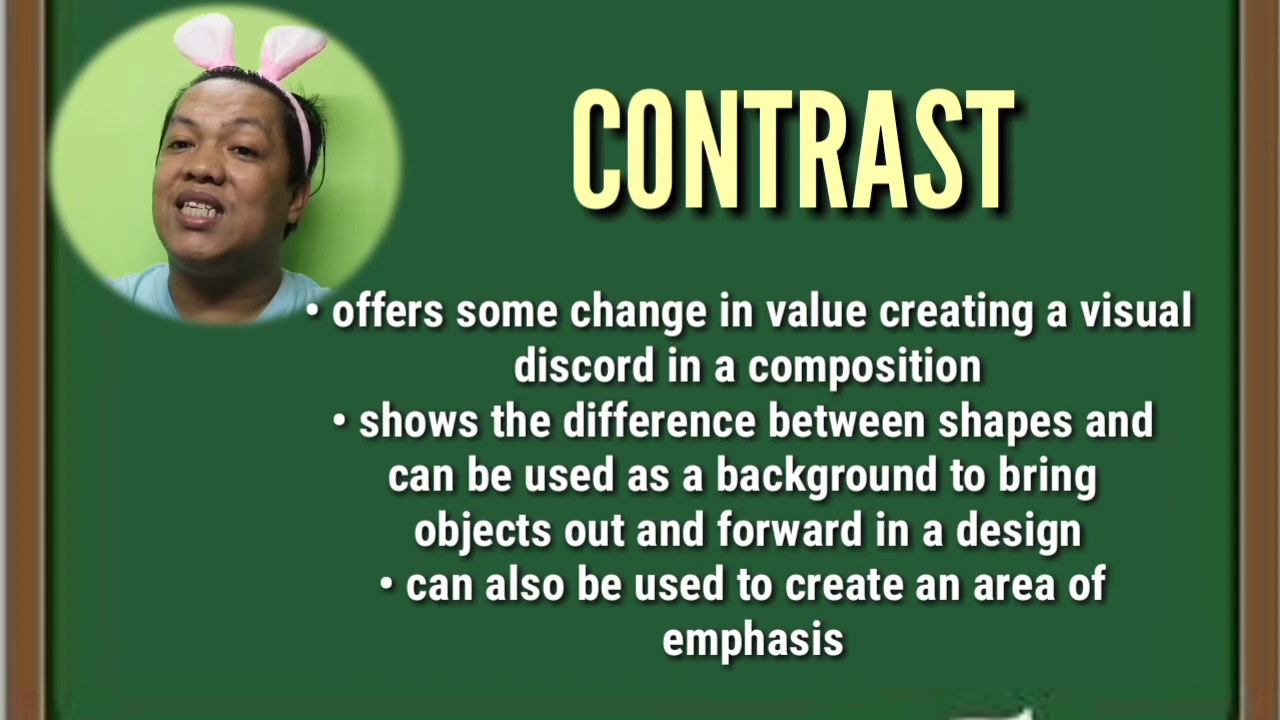 CONTRAST
• offers some change in value creating a visual
discord in a composition
• shows the difference between shapes and
can be used as a background to bring
objects out and forward in a design
• can also be used to create an area of
emphasis